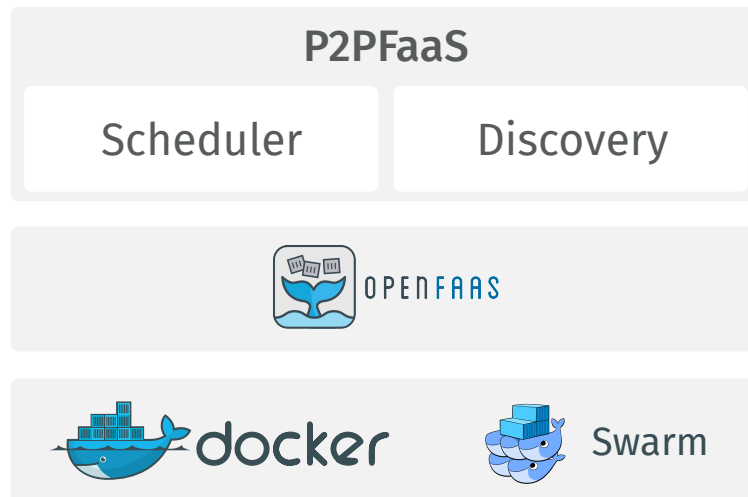 P2PFaaS
Scheduler
Discovery
OPENFAAS
docker
Swarm